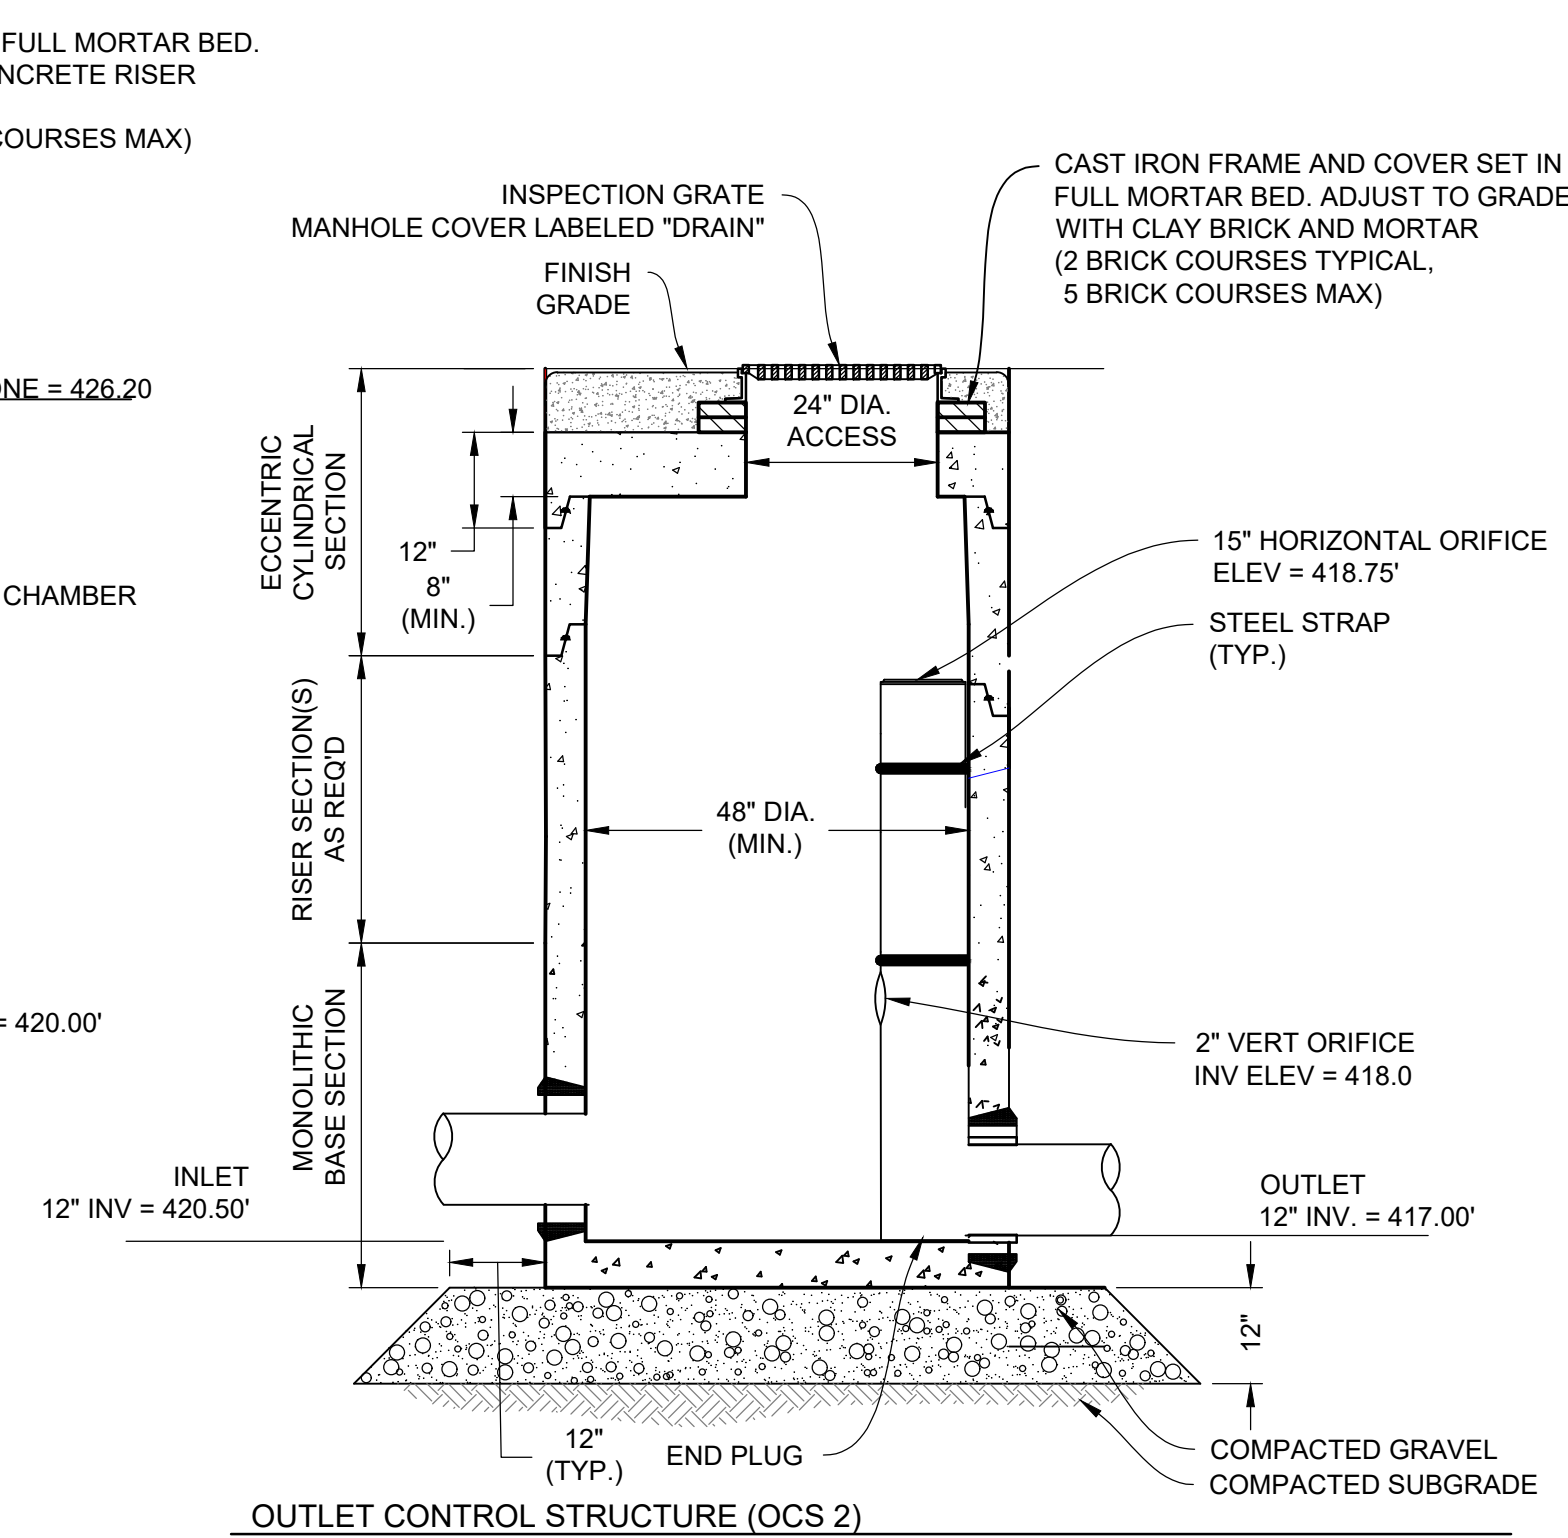 FULL MORTAR BED.
NCRETE RISER
COURSES MAX)
ONE = 426.20
CHAMBER
= 420.00'
INSPECTION GRATE
MANHOLE COVER LABELED "DRAIN"
FINISH
GRADE
CAST IRON FRAME AND COVER SET IN
FULL MORTAR BED. ADJUST TO GRADE
WITH CLAY BRICK AND MORTAR
(2 BRICK COURSES TYPICAL,
5 BRICK COURSES MAX)
24" DIA.
ACCESS
ECCENTRIC
CYLINDRICAL
SECTION
12"
8"
(MIN.)
15" HORIZONTAL ORIFICE
ELEV = 418.75'
STEEL STRAP
(TYP.)
RISER SECTION(S)
AS REQ'D
48" DIA.
(MIN.)
MONOLITHIC
BASE SECTION
2" VERT ORIFICE
INV ELEV = 418.0
INLET
12" INV = 420.50'
OUTLET
12" INV. = 417.00'
12"
12"
(TYP.)
END PLUG
COMPACTED GRAVEL
COMPACTED SUBGRADE
OUTLET CONTROL STRUCTURE (OCS 2)